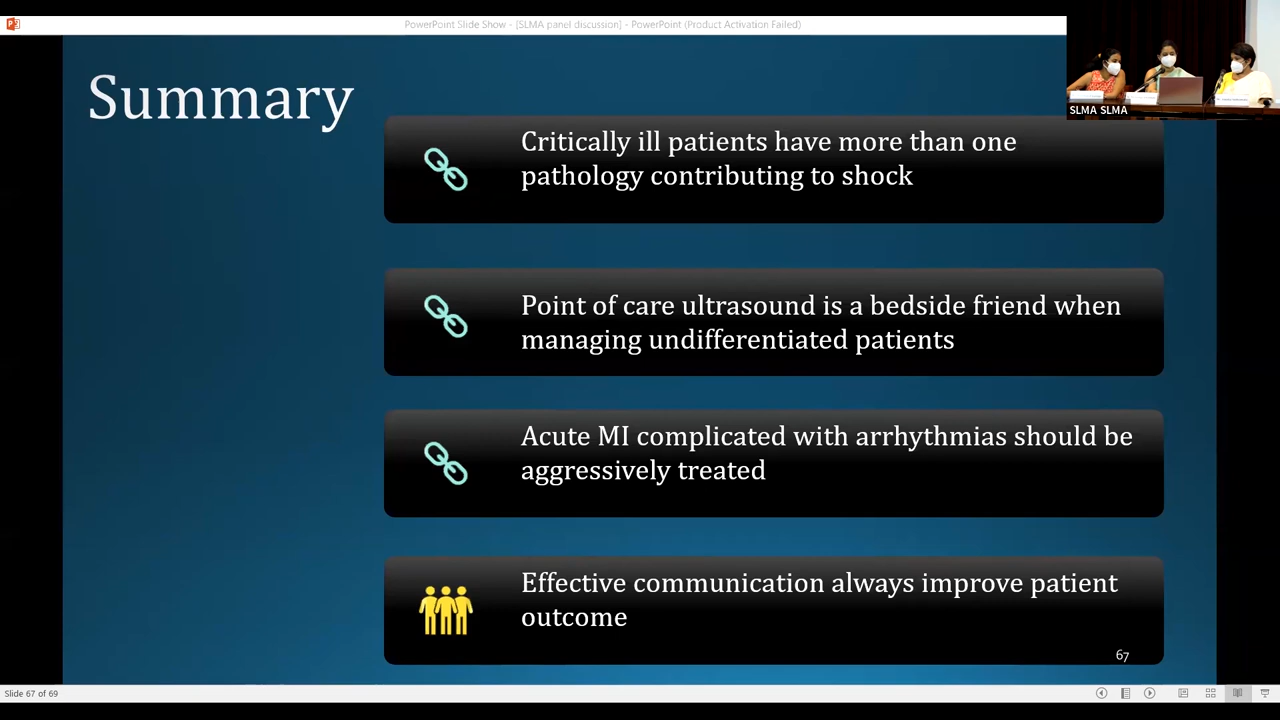 PowerPoint Slide Show - [SLMA panel discussion] - PowerPoint (Product Activation Failed)
SLMA SLMA
Summary
Critically ill patients have more than one
pathology contributing to shock
Point of care ultrasound is a bedside friend when
managing undifferentiated patients
Acute MI complicated with arrhythmias should be
aggressively treated
Effective communication always improve patient
outcome
67
Slide 67 of 69